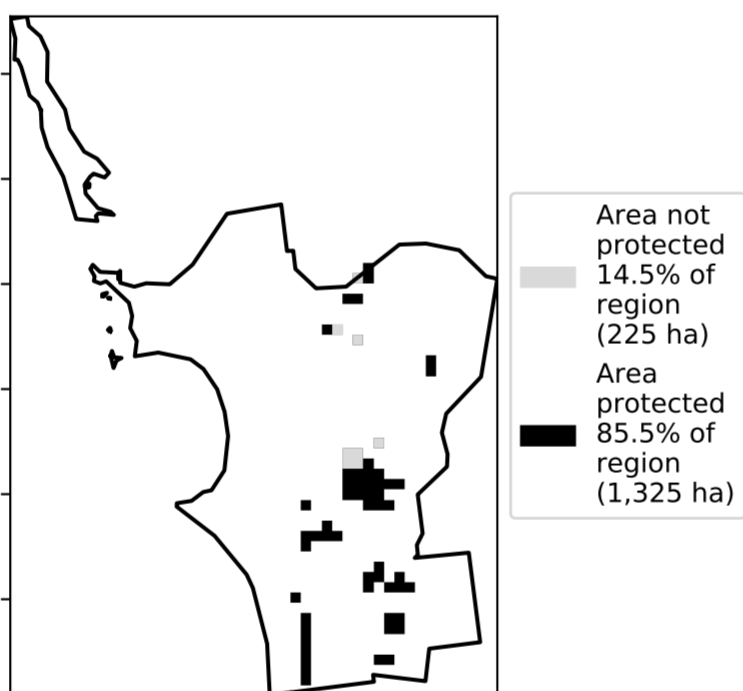 Area not
protected
14.5% of
region
(225 ha)
Area
protected
85.5% of
region
(1,325 ha)